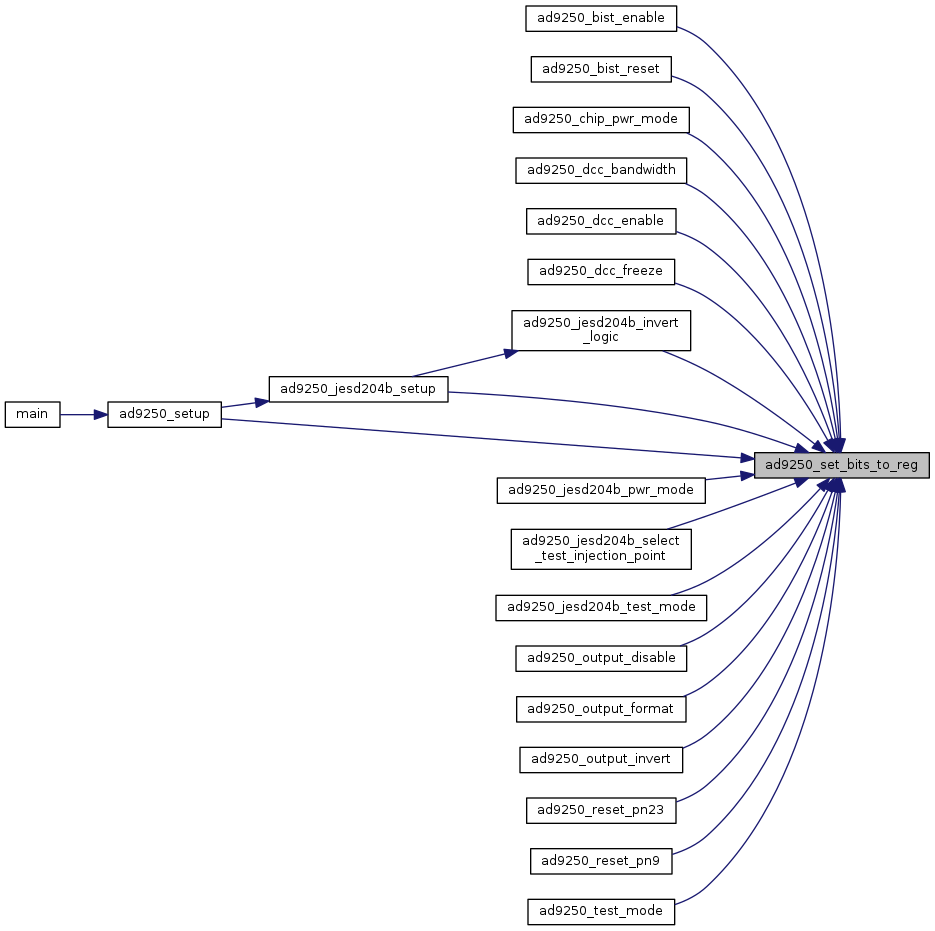 ad9250_bist_enable
ad9250_bist_reset
ad9250_chip_pwr_mode
ad9250_dcc_bandwidth
ad9250_dcc_enable
ad9250_dcc_freeze
ad9250_jesd204b_invert
_logic
ad9250_jesd204b_setup
main
ad9250_setup
ad9250_set_bits_to_reg
ad9250_jesd204b_pwr_mode
ad9250_jesd204b_select
_test_injection_point
ad9250_jesd204b_test_mode
ad9250_output_disable
ad9250_output_format
ad9250_output_invert
ad9250_reset_pn23
ad9250_reset_pn9
ad9250_test_mode